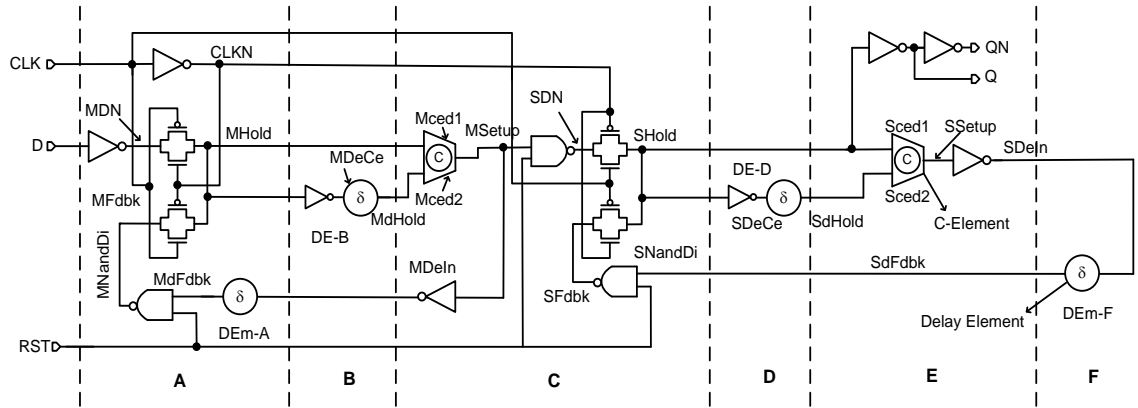 CLK
CLKN
QN
Q
D
MDN
MHold
Mced1
MSetup
SDN
SHold
Sced1
SSetup
SDeIn
C
C
MDeCe
Mced2
DE-D
Sced2
MFdbk
δ
MdHold
δ
SDeCe
SdHold
C-Element
DE-B
MNandDi
MdFdbk
MDeIn
SNandDi
SdFdbk
SFdbk
δ
δ
DEm-A
Delay Element
DEm-F
RST
A
B
C
D
E
F